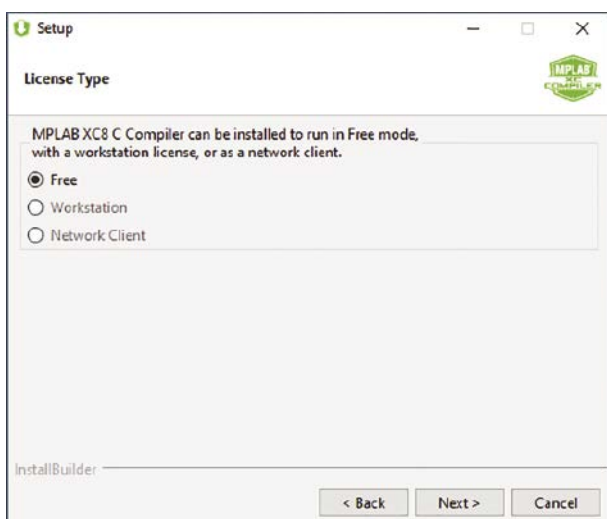 Setup
License Type
MPLAB
XC
COMPILER
MPLAB XC8 C Compiler can be installed to run in Free mode,
with a workstation license, or as a network client.
Free
Workstation
Network Client
InstallBuilder
< Back
Next >
Cancel